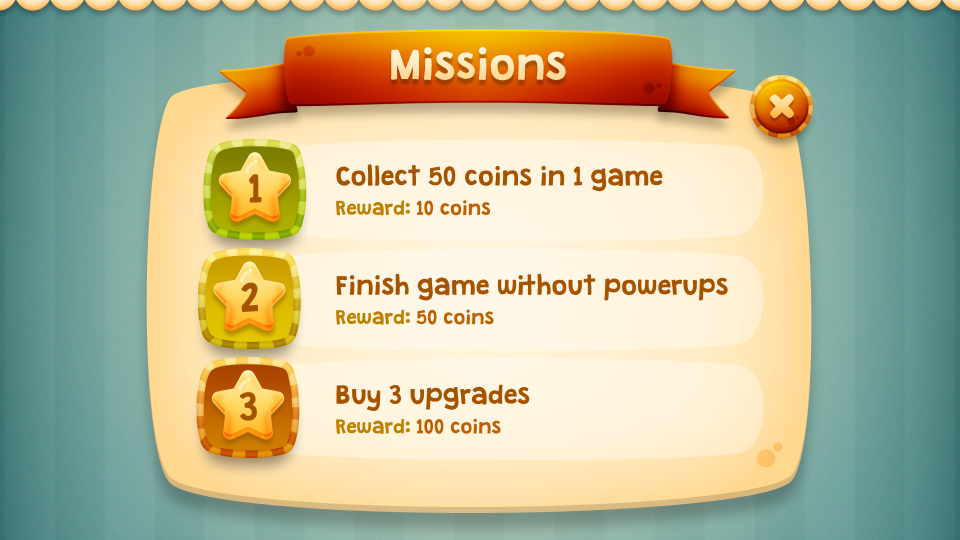 Missions
1
Collect 50 coins in 1 game
Reward: 10 coins
2
Finish game without powerups
Reward: 50 coins
3
Buy 3 upgrades
Reward: 100 coins